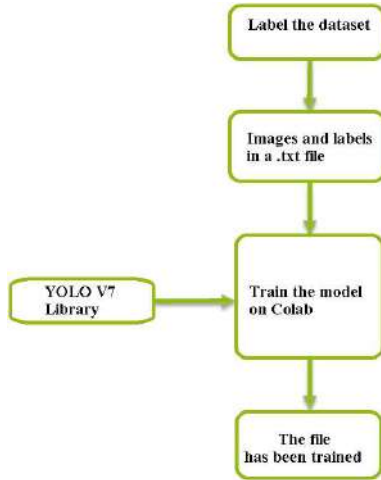 Label the dataset
Images and labels
in a .txt file
YOLO V7
Library
Train the model
on Colab
The file
has been trained